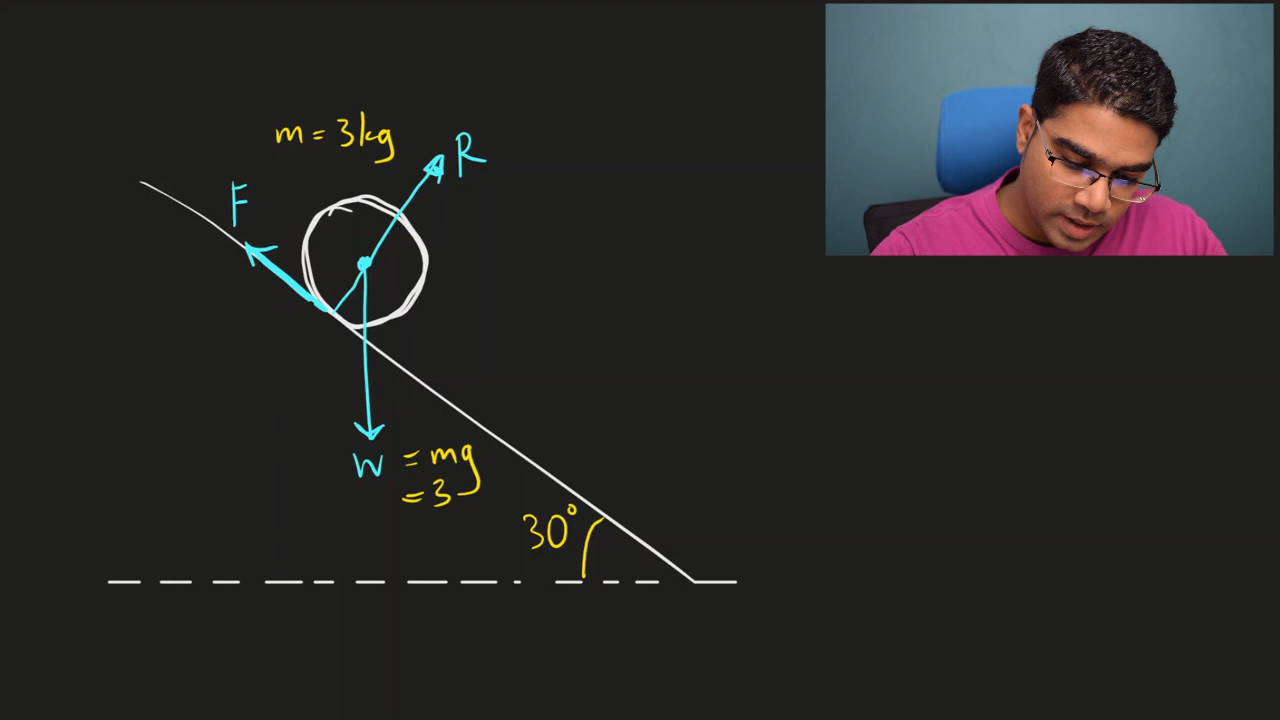 m = 3kg
R
F
W = mg
= 3
30°